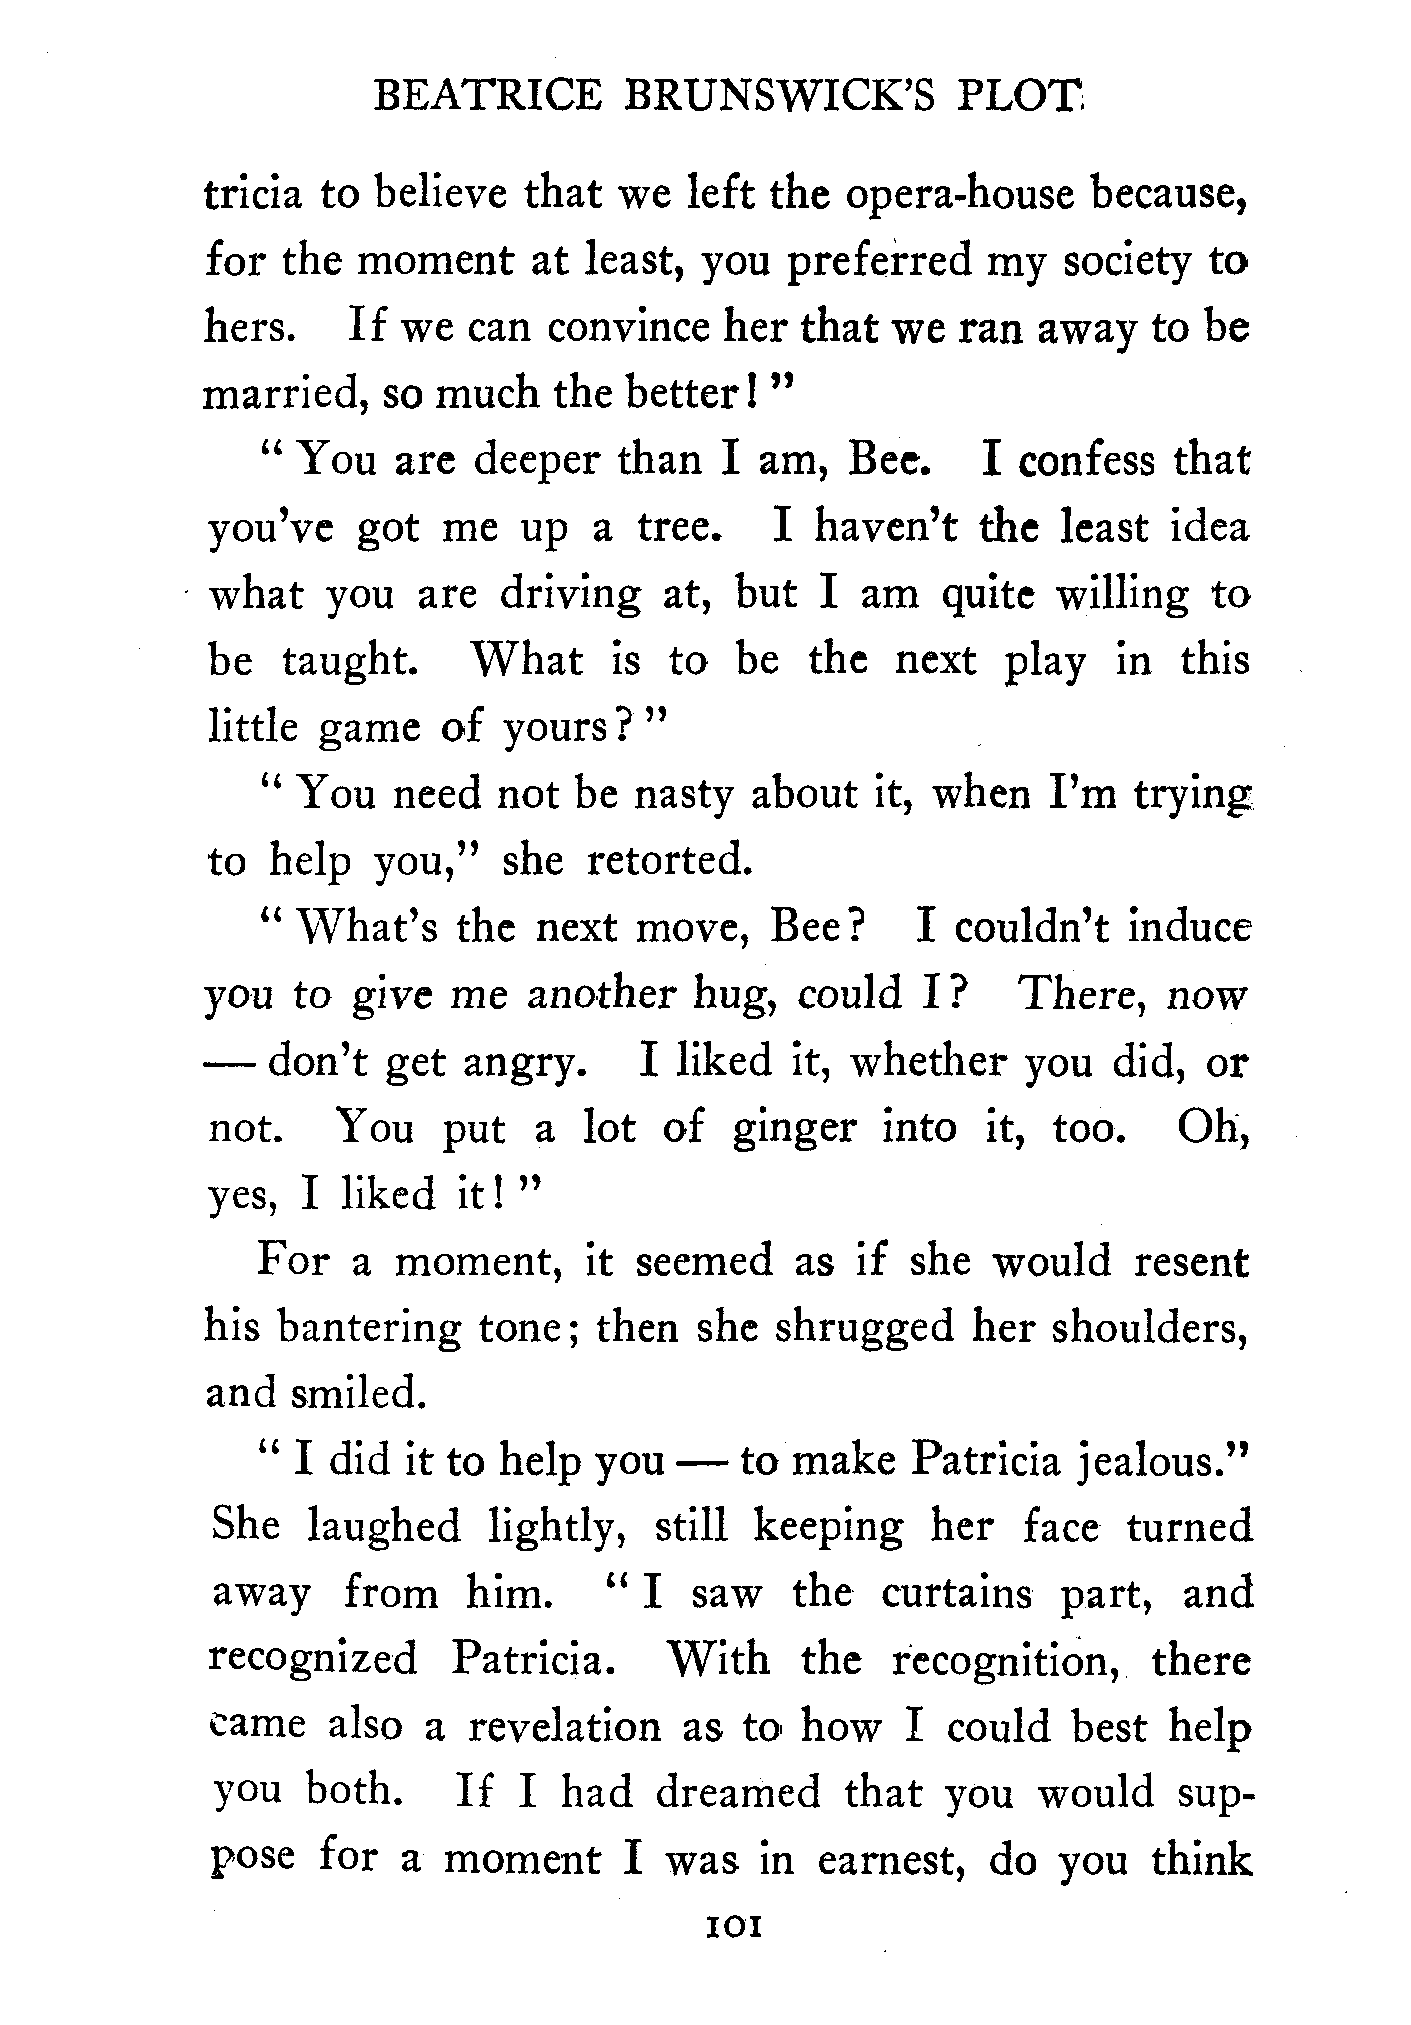 BEATRICE BRUNSWICK'S PLOT
tricia to believe that we left the opera-house because,
for the moment at least, you preferred my society to
hers. If we can convince her that we ran away to be
married, so much the better! "
" You are deeper than I am, Bee. I confess that
you've got me up a tree. I haven't the least idea
what you are driving at, but I am quite willing to
be taught. What is to be the next play in this
little game of yours? "
" You need not be nasty about it, when I'm trying
to help you," she retorted.
" What's the next move, Bee? I couldn't induce
you to give me another hug, could I? There, now
— don't get angry. I liked it, whether you did, or
not. You put a lot of ginger into it, too. Oh,
yes, I liked it! "
For a moment, it seemed as if she would resent
his bantering tone; then she shrugged her shoulders,
and smiled.
" I did it to help you — to make Patricia jealous."
She laughed lightly, still keeping her face turned
away from him. " I saw the curtains part, and
recognized Patricia. With the recognition, there
came also a revelation as to how I could best help
you both. If I had dreamed that you would sup-
pose for a moment I was in earnest, do you think
101